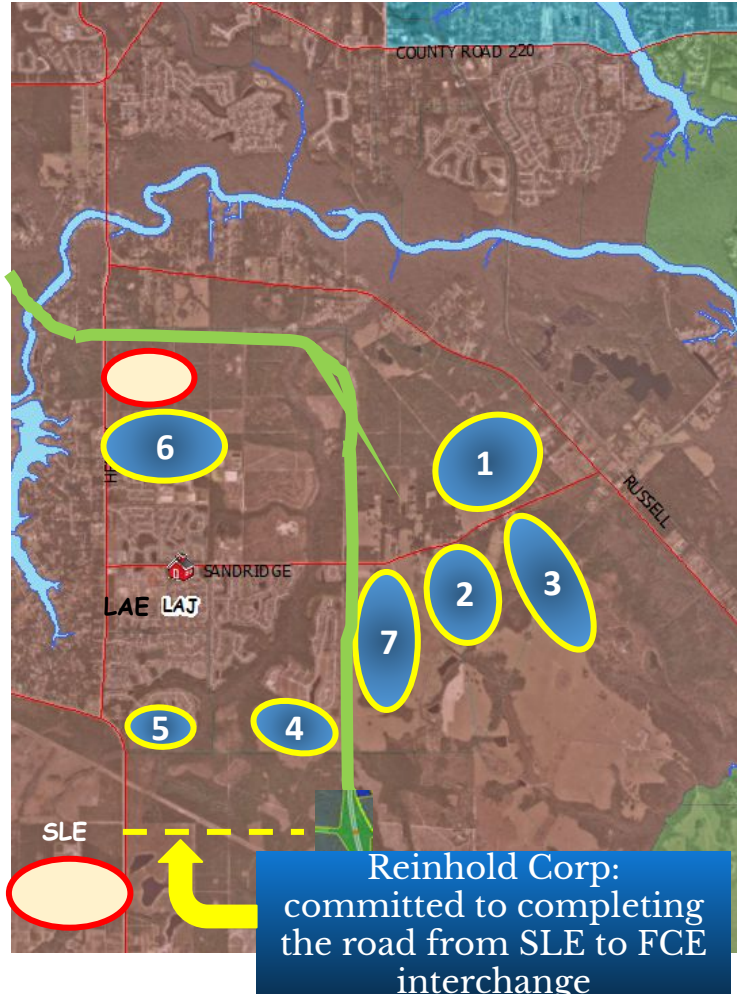 COUNTY ROAD 220
6
1
RUSSELL
SANDRIDGE
LAE LAJ
2
3
7
5
4
SLE
Reinhold Corp:
committed to completing
the road from SLE to FCE
interchange